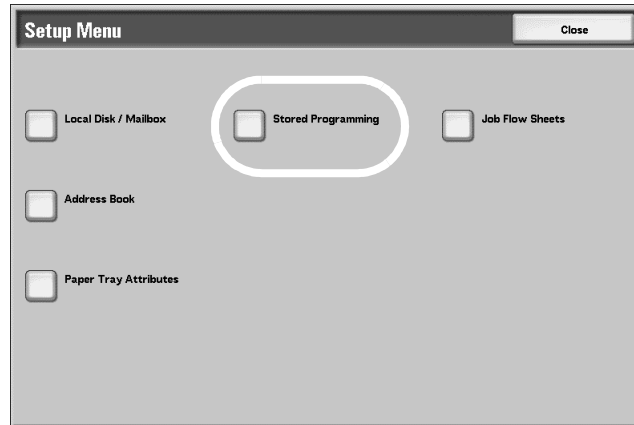 Setup Menu
Close
Local Disk / Mailbox
Stored Programming
Job Flow Sheets
Address Book
Paper Tray Attributes